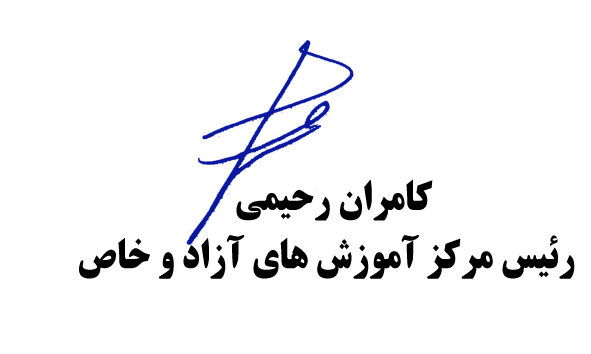 کامران رحیمی
رئیس مرکز آموزش های آزاد و خاص